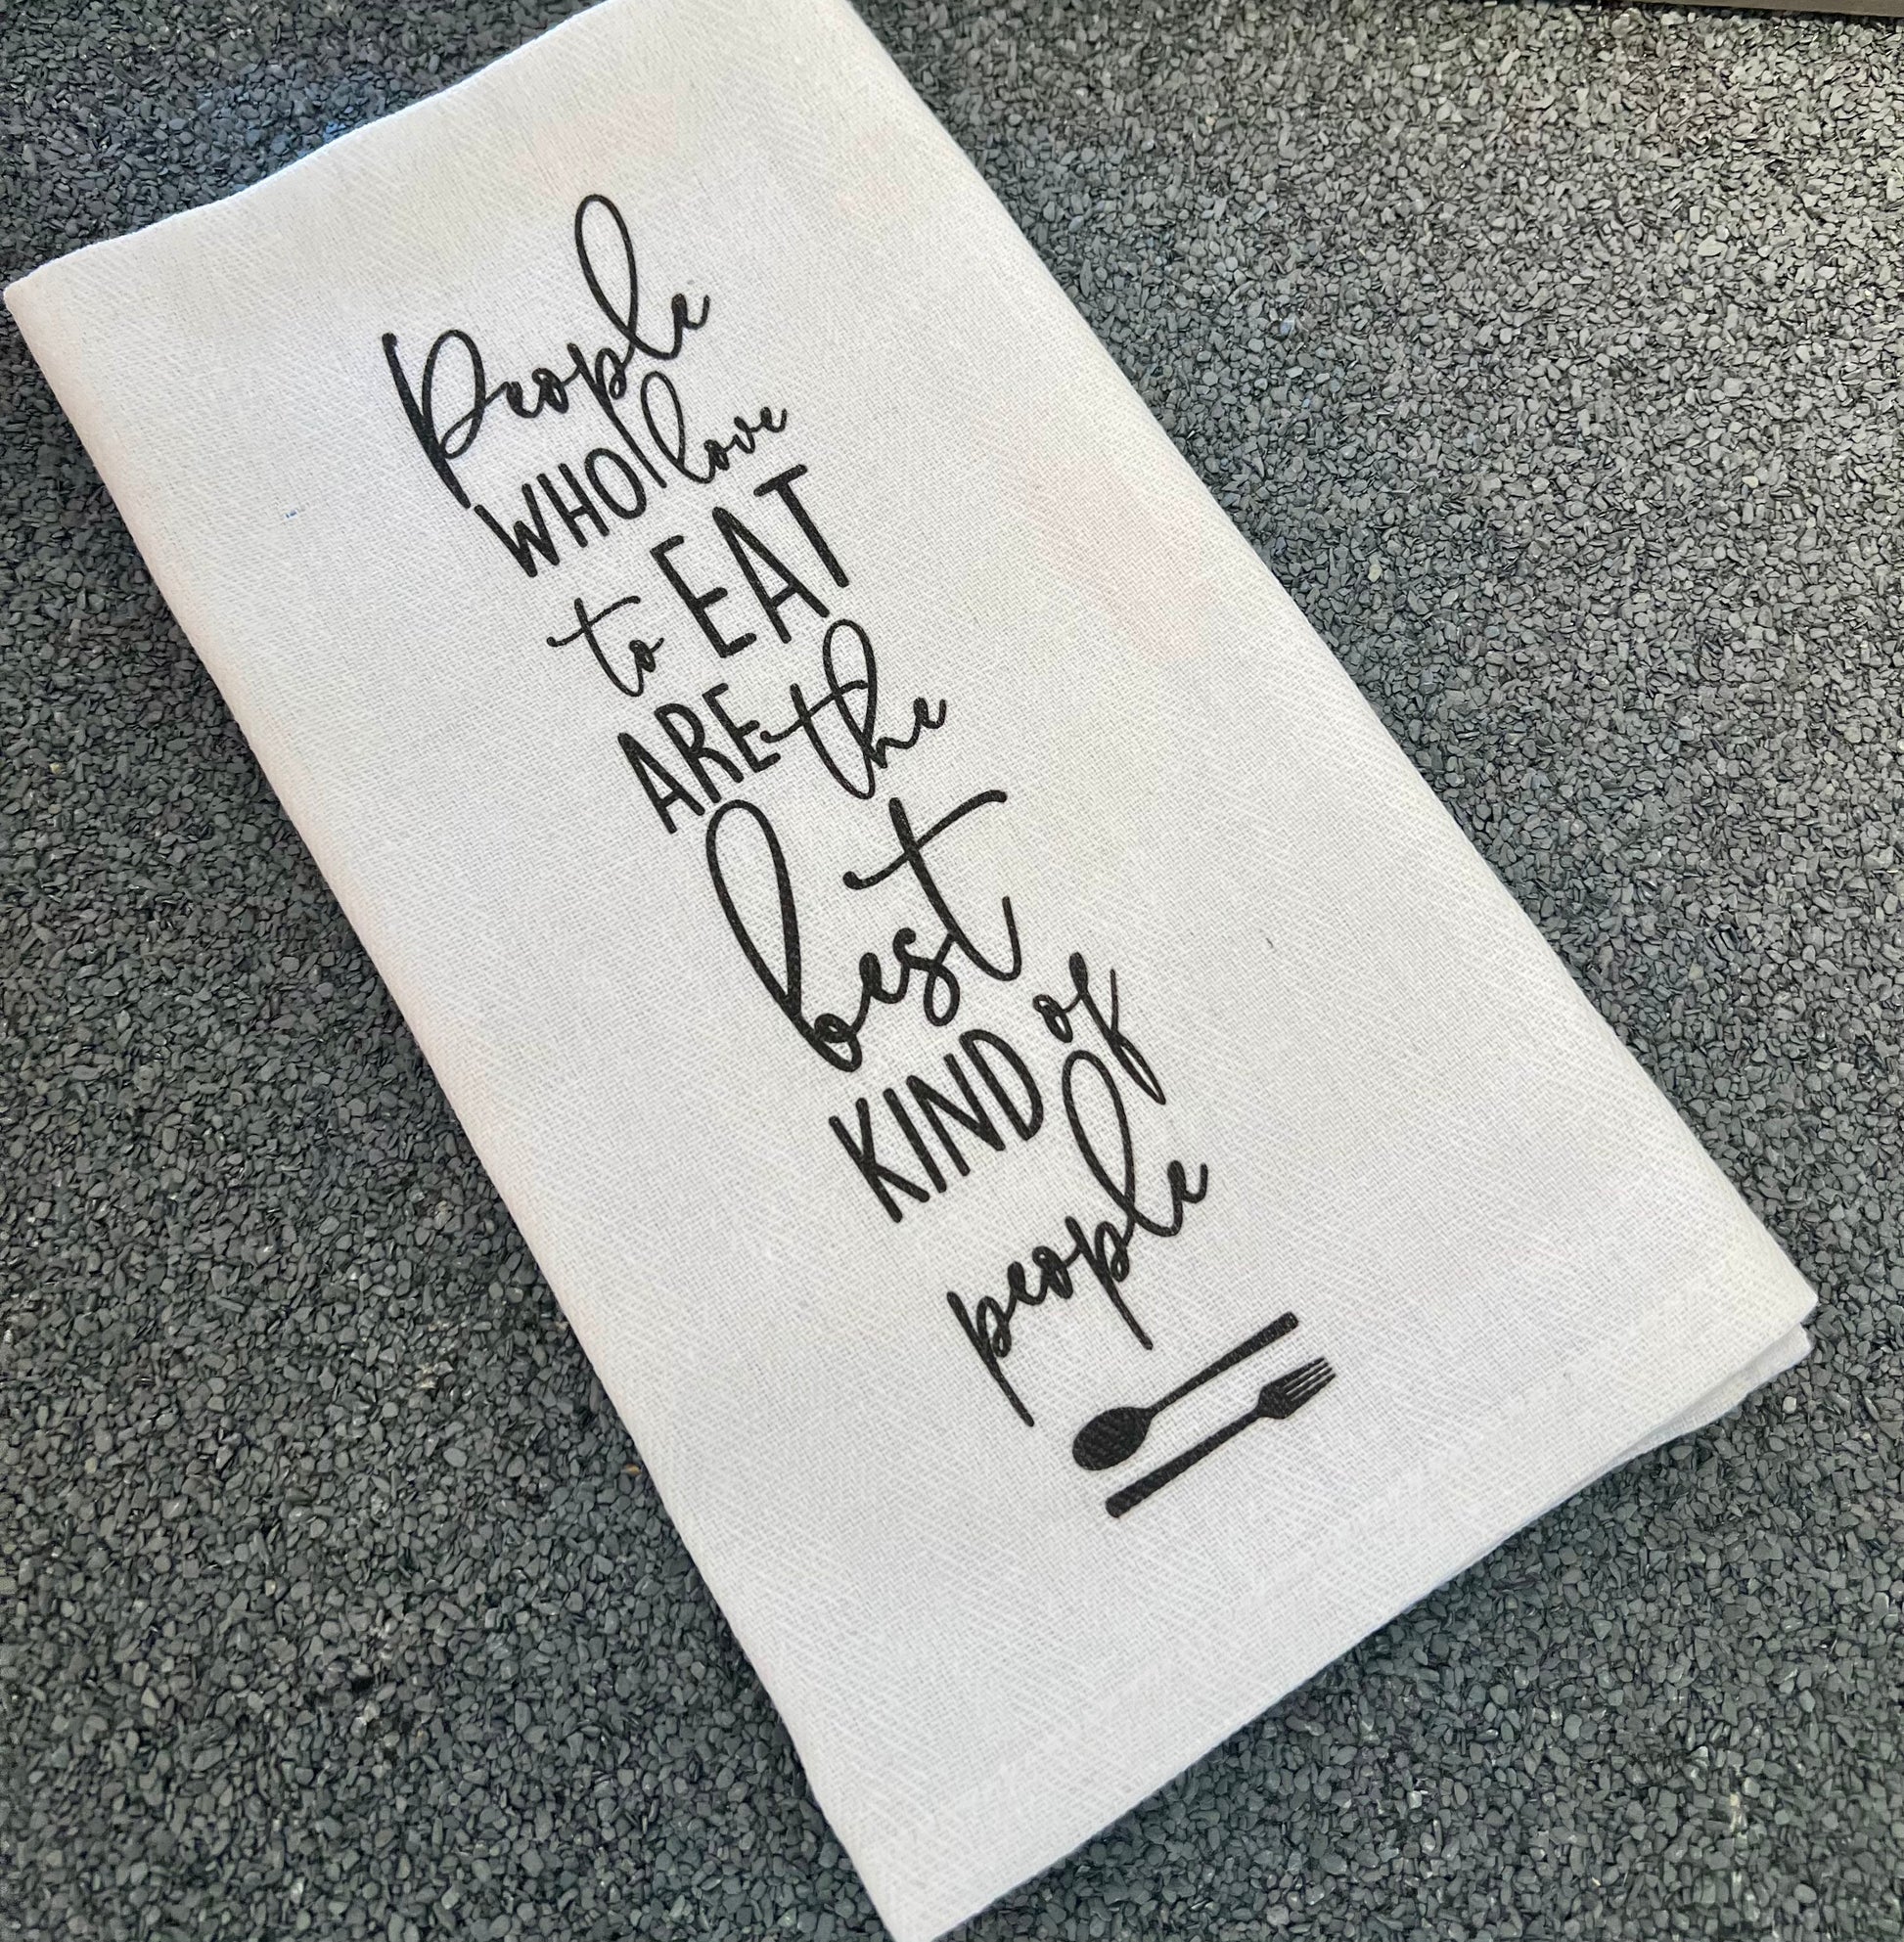 People
WHO love
to EAT
ARE the
best
KIND of
people